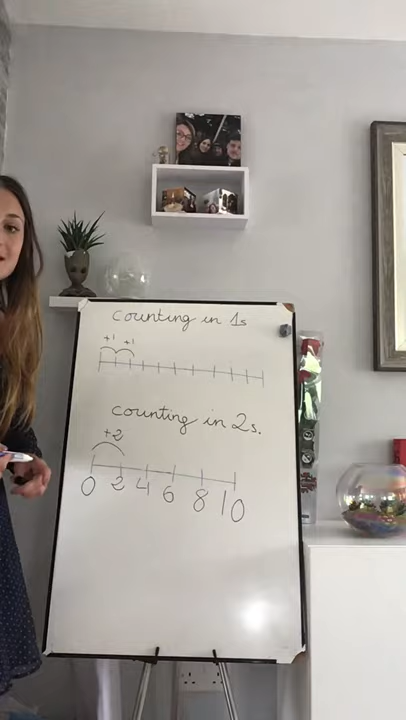 counting in 1s
+1 +1
counting in 2s.
+2
0 2 4 6 8 10